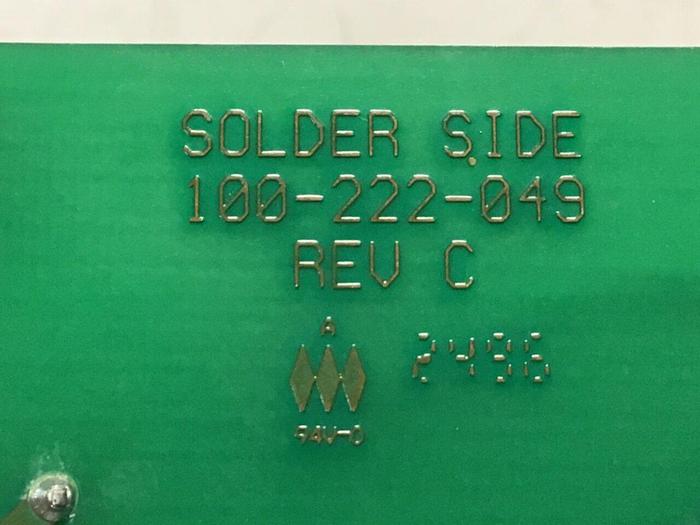 SOLDER SIDE
100-222-049
REV C
A
2496
94V-0